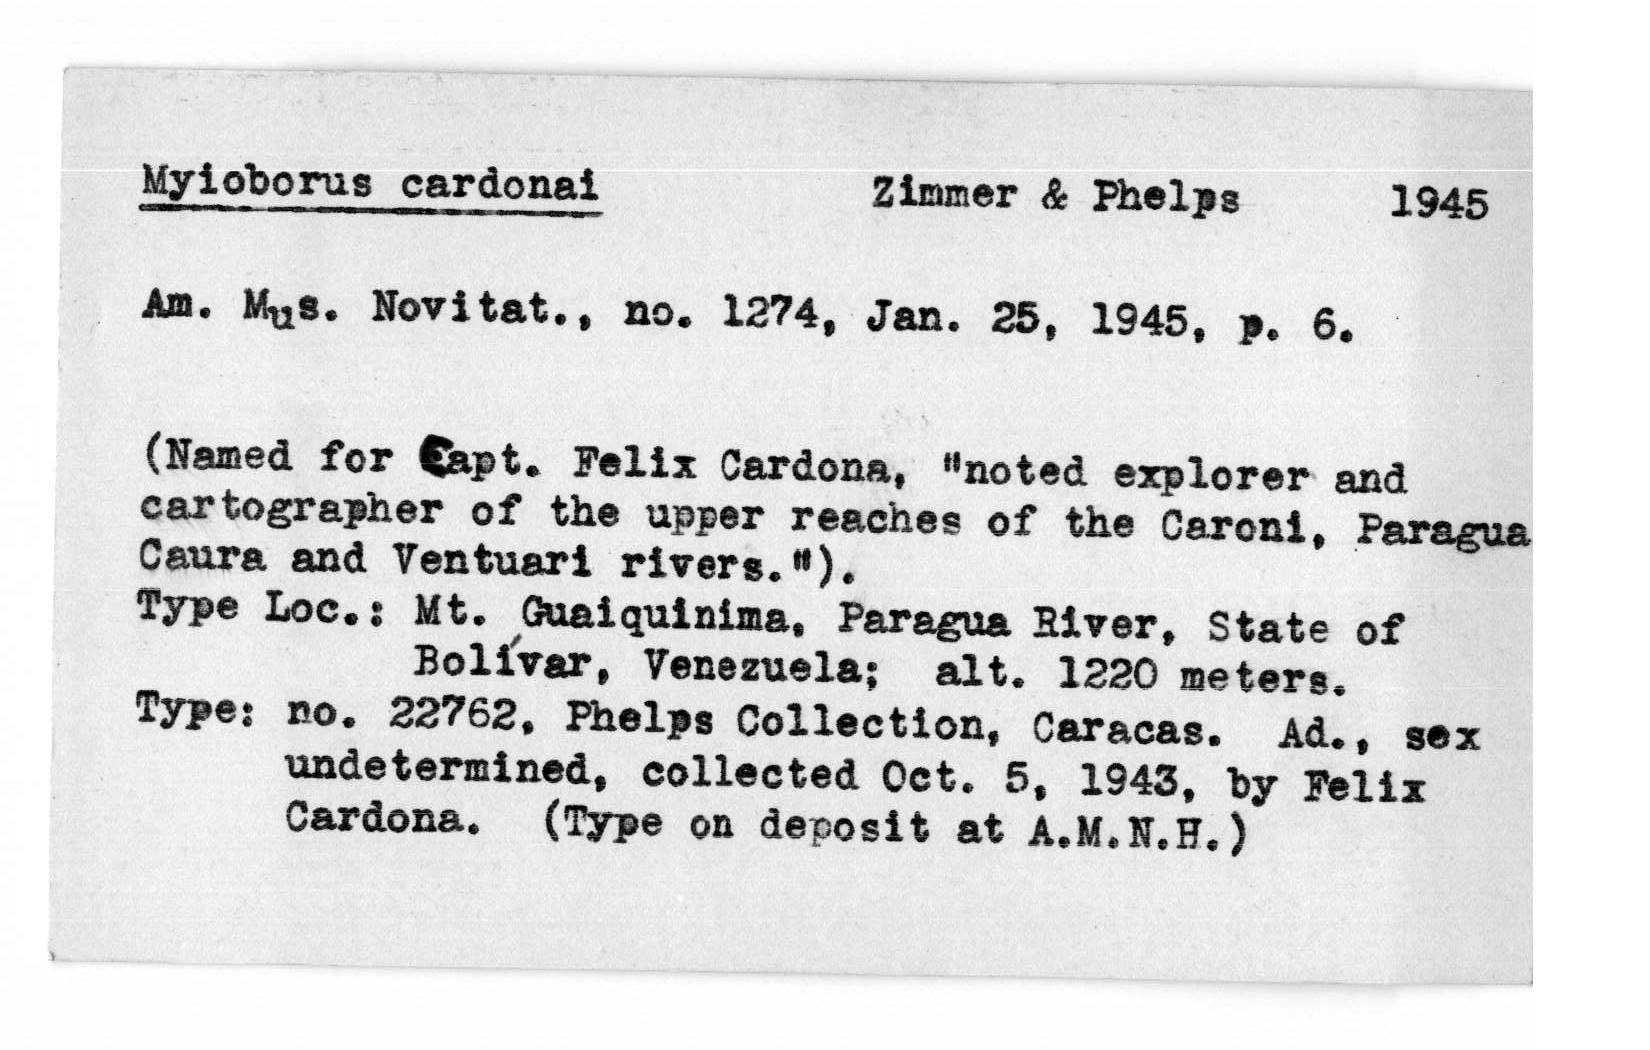 Myioborus cardonai Zimmer & Phelps 1945
Am. Mus. Novitat., no. 1274, Jan. 25, 1945, p. 6.
(Named for Capt. Felix Cardona, "noted explorer and
cartographer of the upper reaches of the Caroni, Paragua
Caura and Ventuari rivers.").
Type Loc.: Mt. Guaiquinima, Paragua River, State of
Bolívar, Venezuela; alt. 1220 meters.
Type: no. 22762, Phelps Collection, Caracas. Ad., sex
undetermined, collected Oct. 5, 1943, by Felix
Cardona. (Type on deposit at A.M.N.H.)